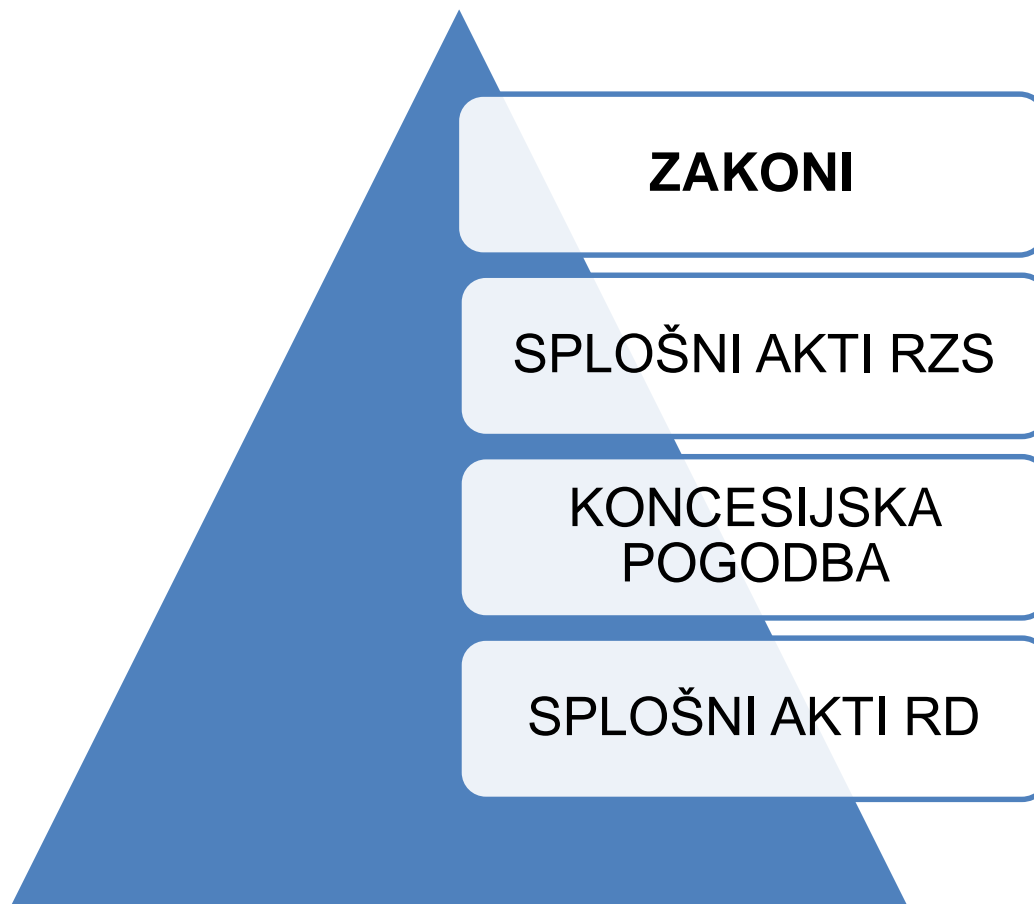 ZAKONI
SPLOŠNI AKTI RZS
KONCESIJSKA
POGODBA
SPLOŠNI AKTI RD